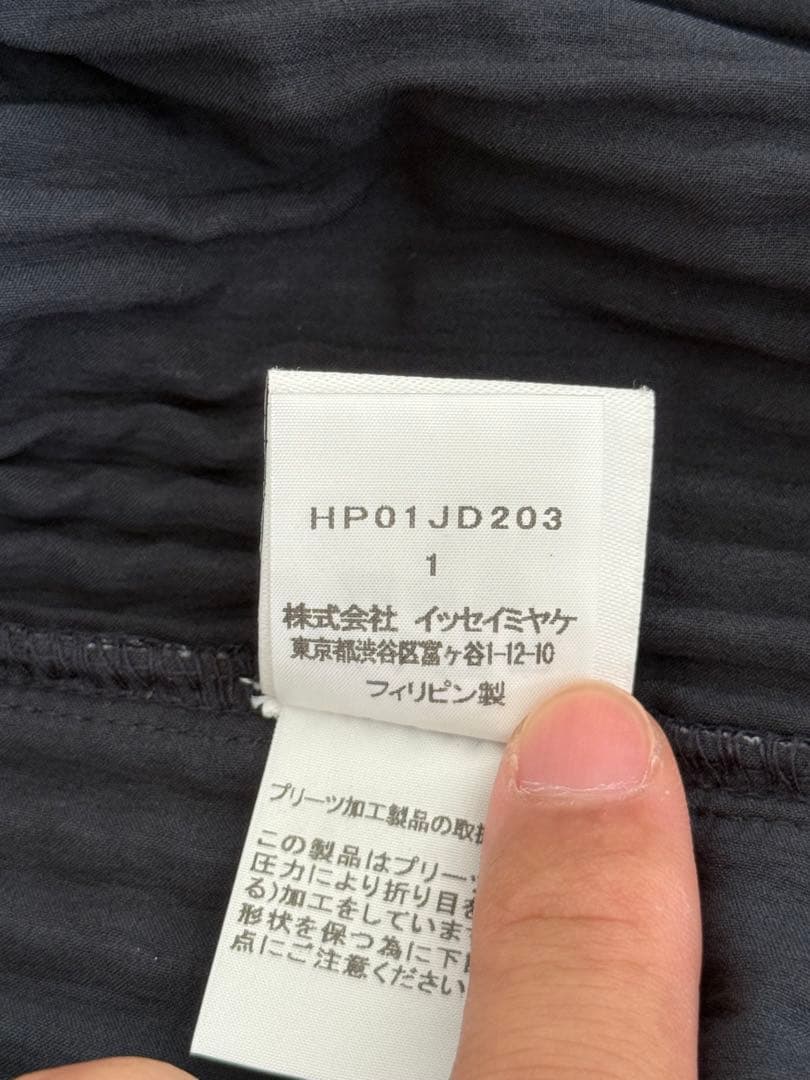 HP01JD203
1
株式会社 イッセイミヤケ
東京都渋谷区富ヶ谷1-12-10
フィリピン製
プリーツ加工製品の取扱
この製品はプリーツ
圧力により折り目を
る)加工をしています
形状を保つ為に下
点にご注意ください